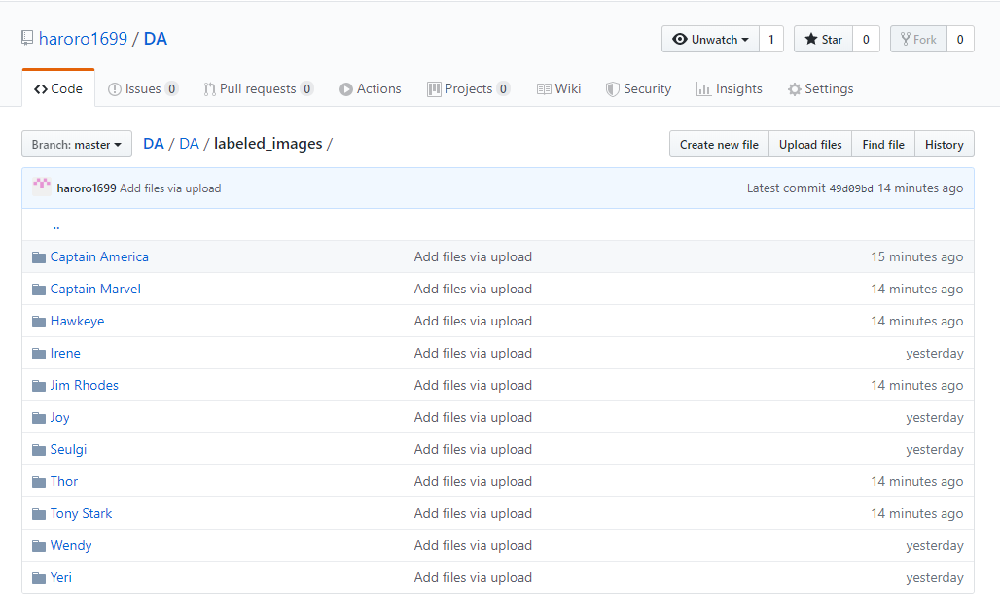 haroro1699 / DA
Unwatch 1 Star 0 Fork 0
Code Issues 0 Pull requests 0 Actions Projects 0 Wiki Security Insights Settings
Branch: master DA / DA / labeled_images / Create new file Upload files Find file History
haroro1699 Add files via upload Latest commit 49d09bd 14 minutes ago
..
Captain America Add files via upload 15 minutes ago
Captain Marvel Add files via upload 14 minutes ago
Hawkeye Add files via upload 14 minutes ago
Irene Add files via upload yesterday
Jim Rhodes Add files via upload 14 minutes ago
Joy Add files via upload yesterday
Seulgi Add files via upload yesterday
Thor Add files via upload 14 minutes ago
Tony Stark Add files via upload 14 minutes ago
Wendy Add files via upload yesterday
Yeri Add files via upload yesterday